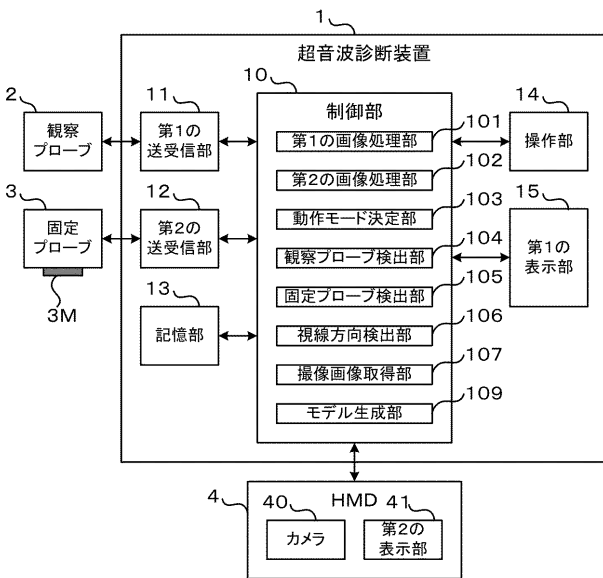 1
超音波診断装置
2
観察
プローブ
11
第1の
送受信部
10
制御部
14
操作部
第1の画像処理部
101
第2の画像処理部
102
3
固定
プローブ
3M
12
第2の
送受信部
動作モード決定部
103
15
第1の
表示部
観察プローブ検出部
104
固定プローブ検出部
105
13
記憶部
視線方向検出部
106
撮像画像取得部
107
モデル生成部
109
4
HMD
40
カメラ
41
第2の
表示部